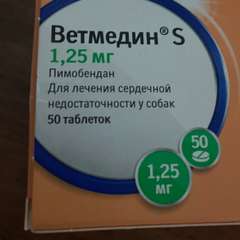 Ветмедин® S
1,25 мг
Пимобендан
Для лечения сердечной
недостаточности у собак
50 таблеток
50
1,25
мг